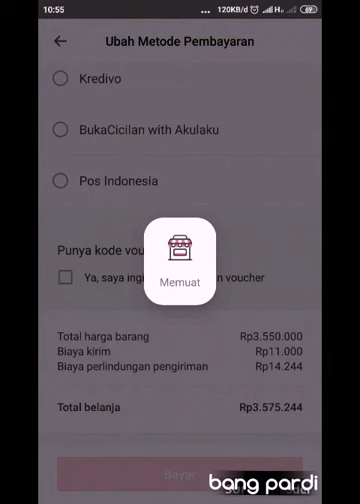 10:55
120KB/d
69
Ubah Metode Pembayaran
Kredivo
BukaCicilan with Akulaku
Pos Indonesia
Punya kode vou
Ya, saya ingi
voucher
Memuat
Total harga barang Rp3.550.000
Biaya kirim Rp11.000
Biaya perlindungan pengiriman Rp14.244
Total belanja Rp3.575.244
Bayar
bang pardi